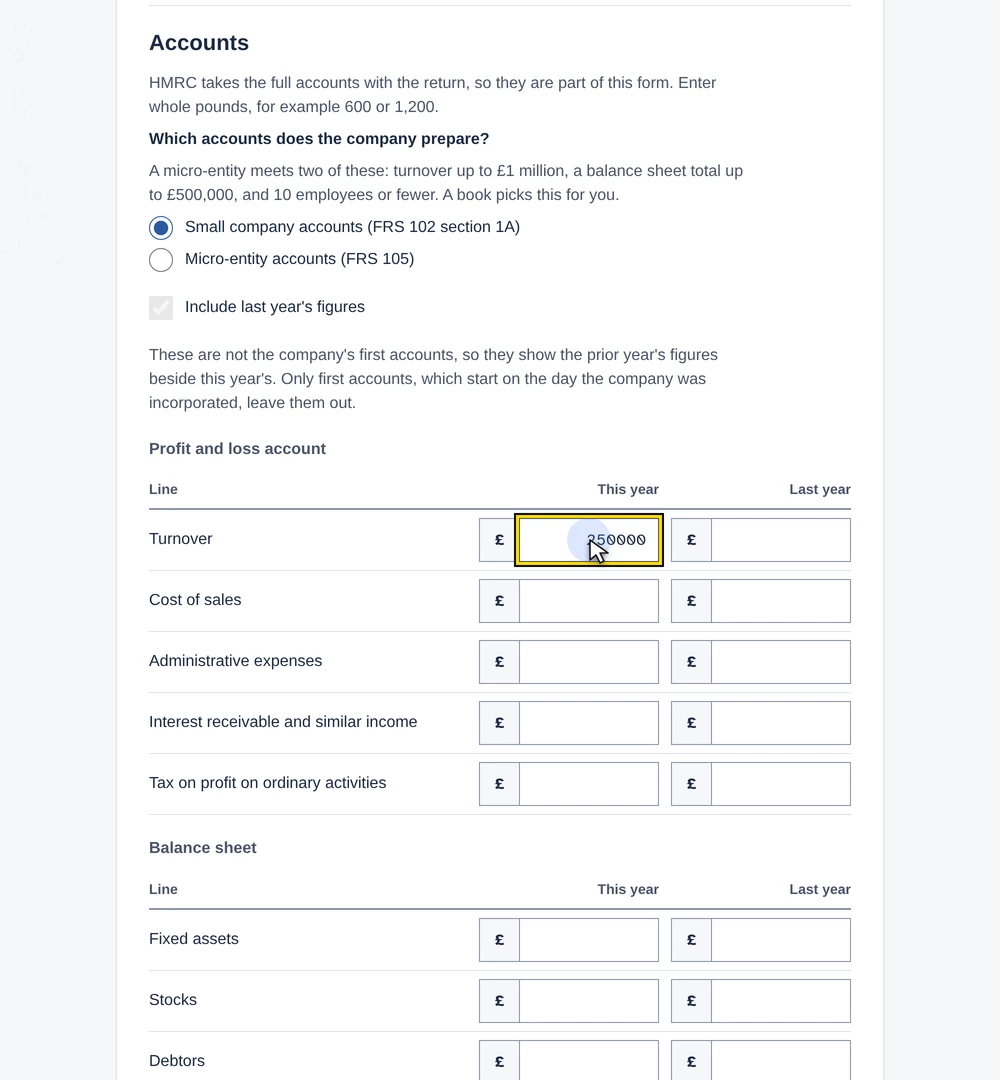 Accounts
HMRC takes the full accounts with the return, so they are part of this form. Enter
whole pounds, for example 600 or 1,200.
Which accounts does the company prepare?
A micro-entity meets two of these: turnover up to £1 million, a balance sheet total up
to £500,000, and 10 employees or fewer. A book picks this for you.
Small company accounts (FRS 102 section 1A)
Micro-entity accounts (FRS 105)
Include last year's figures
These are not the company's first accounts, so they show the prior year's figures
beside this year's. Only first accounts, which start on the day the company was
incorporated, leave them out.
Profit and loss account
Line This year Last year
Turnover £ 250000 £
Cost of sales £ £
Administrative expenses £ £
Interest receivable and similar income £ £
Tax on profit on ordinary activities £ £
Balance sheet
Line This year Last year
Fixed assets £ £
Stocks £ £
Debtors £ £